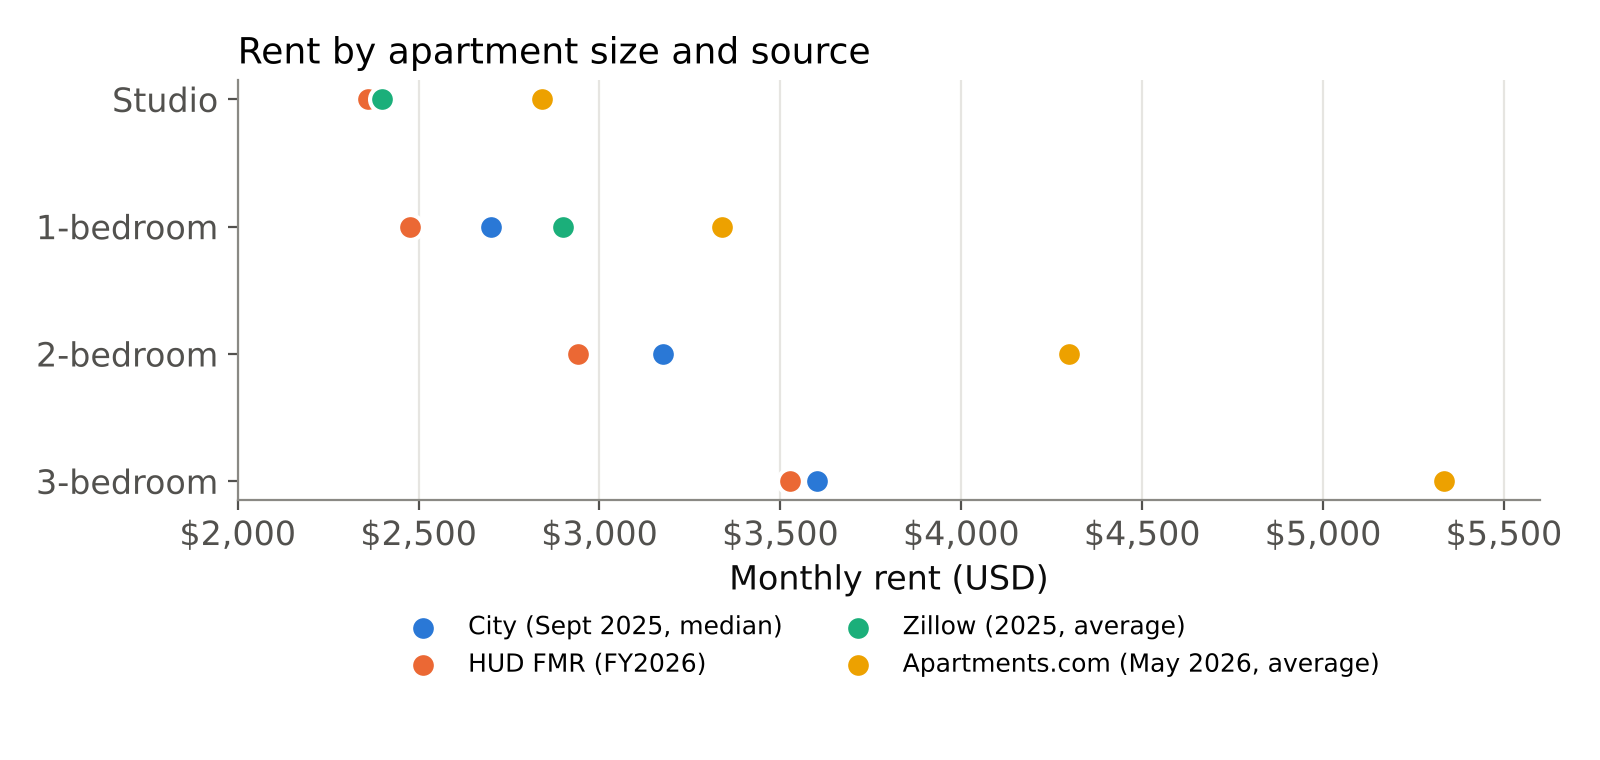 Rent by apartment size and source
Studio
1-bedroom
2-bedroom
3-bedroom
$2,000 $2,500 $3,000 $3,500 $4,000 $4,500 $5,000 $5,500
Monthly rent (USD)
City (Sept 2025, median) Zillow (2025, average)
HUD FMR (FY2026) Apartments.com (May 2026, average)